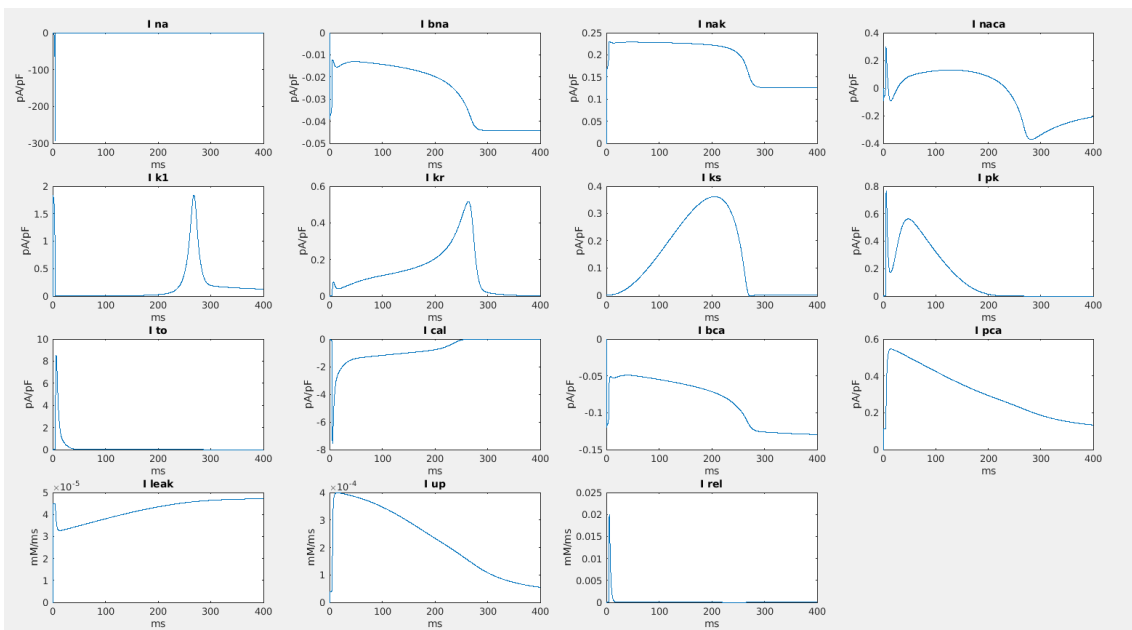 I na
0
-100
-200
-300
pA/pF
0 100 200 300 400
ms
I bna
0
-0.01
-0.02
-0.03
-0.04
-0.05
pA/pF
0 100 200 300 400
ms
I nak
0.25
0.2
0.15
0.1
0.05
0
pA/pF
0 100 200 300 400
ms
I naca
0.4
0.2
0
-0.2
-0.4
pA/pF
0 100 200 300 400
ms
I k1
2
1.5
1
0.5
0
pA/pF
0 100 200 300 400
ms
I kr
0.6
0.4
0.2
0
pA/pF
0 100 200 300 400
ms
I ks
0.4
0.3
0.2
0.1
0
pA/pF
0 100 200 300 400
ms
I pk
0.8
0.6
0.4
0.2
0
pA/pF
0 100 200 300 400
ms
I to
10
8
6
4
2
0
pA/pF
0 100 200 300 400
ms
I cal
0
-2
-4
-6
-8
pA/pF
0 100 200 300 400
ms
I bca
0
-0.05
-0.1
-0.15
pA/pF
0 100 200 300 400
ms
I pca
0.6
0.4
0.2
0
pA/pF
0 100 200 300 400
ms
I leak
×10-5
5
4
3
2
1
0
mM/ms
0 100 200 300 400
ms
I up
×10-4
4
3
2
1
0
mM/ms
0 100 200 300 400
ms
I rel
0.025
0.02
0.015
0.01
0.005
0
mM/ms
0 100 200 300 400
ms